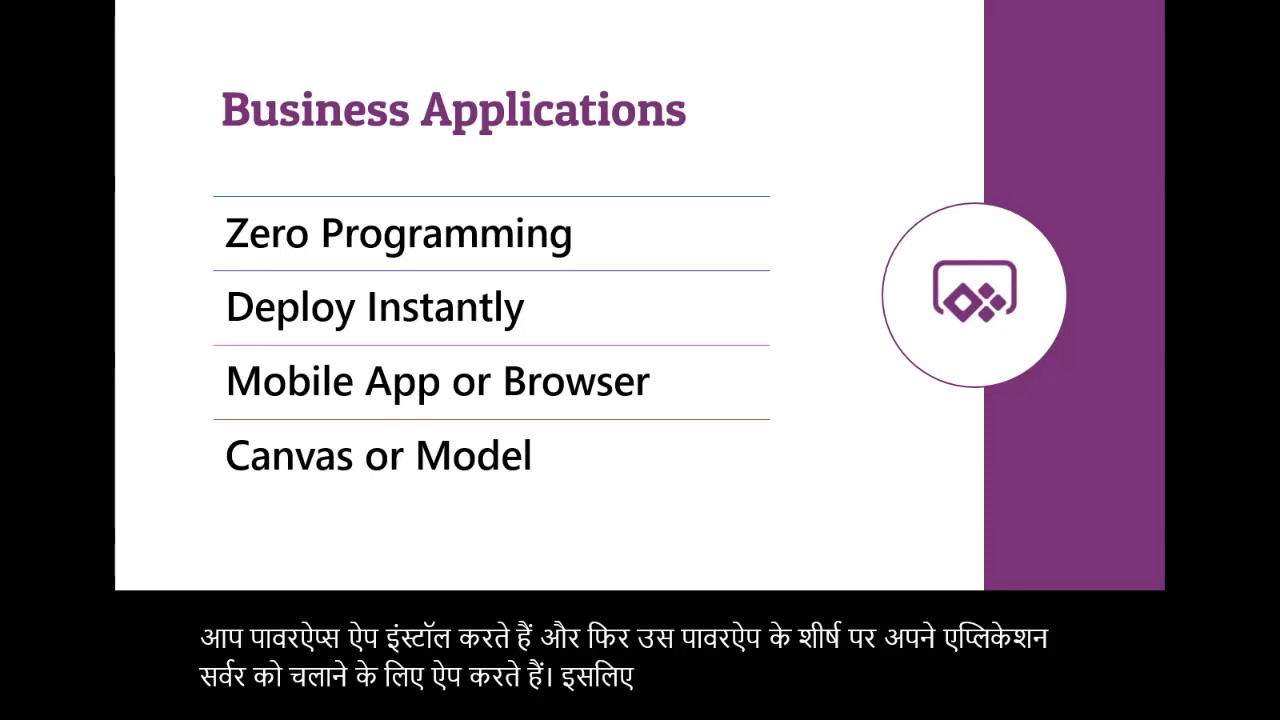 Business Applications
Zero Programming
Deploy Instantly
Mobile App or Browser
Canvas or Model
आप पावरऐप्स ऐप इंस्टॉल करते हैं और फिर उस पावरऐप के शीर्ष पर अपने एप्लिकेशन
सर्वर को चलाने के लिए ऐप करते हैं। इसलिए